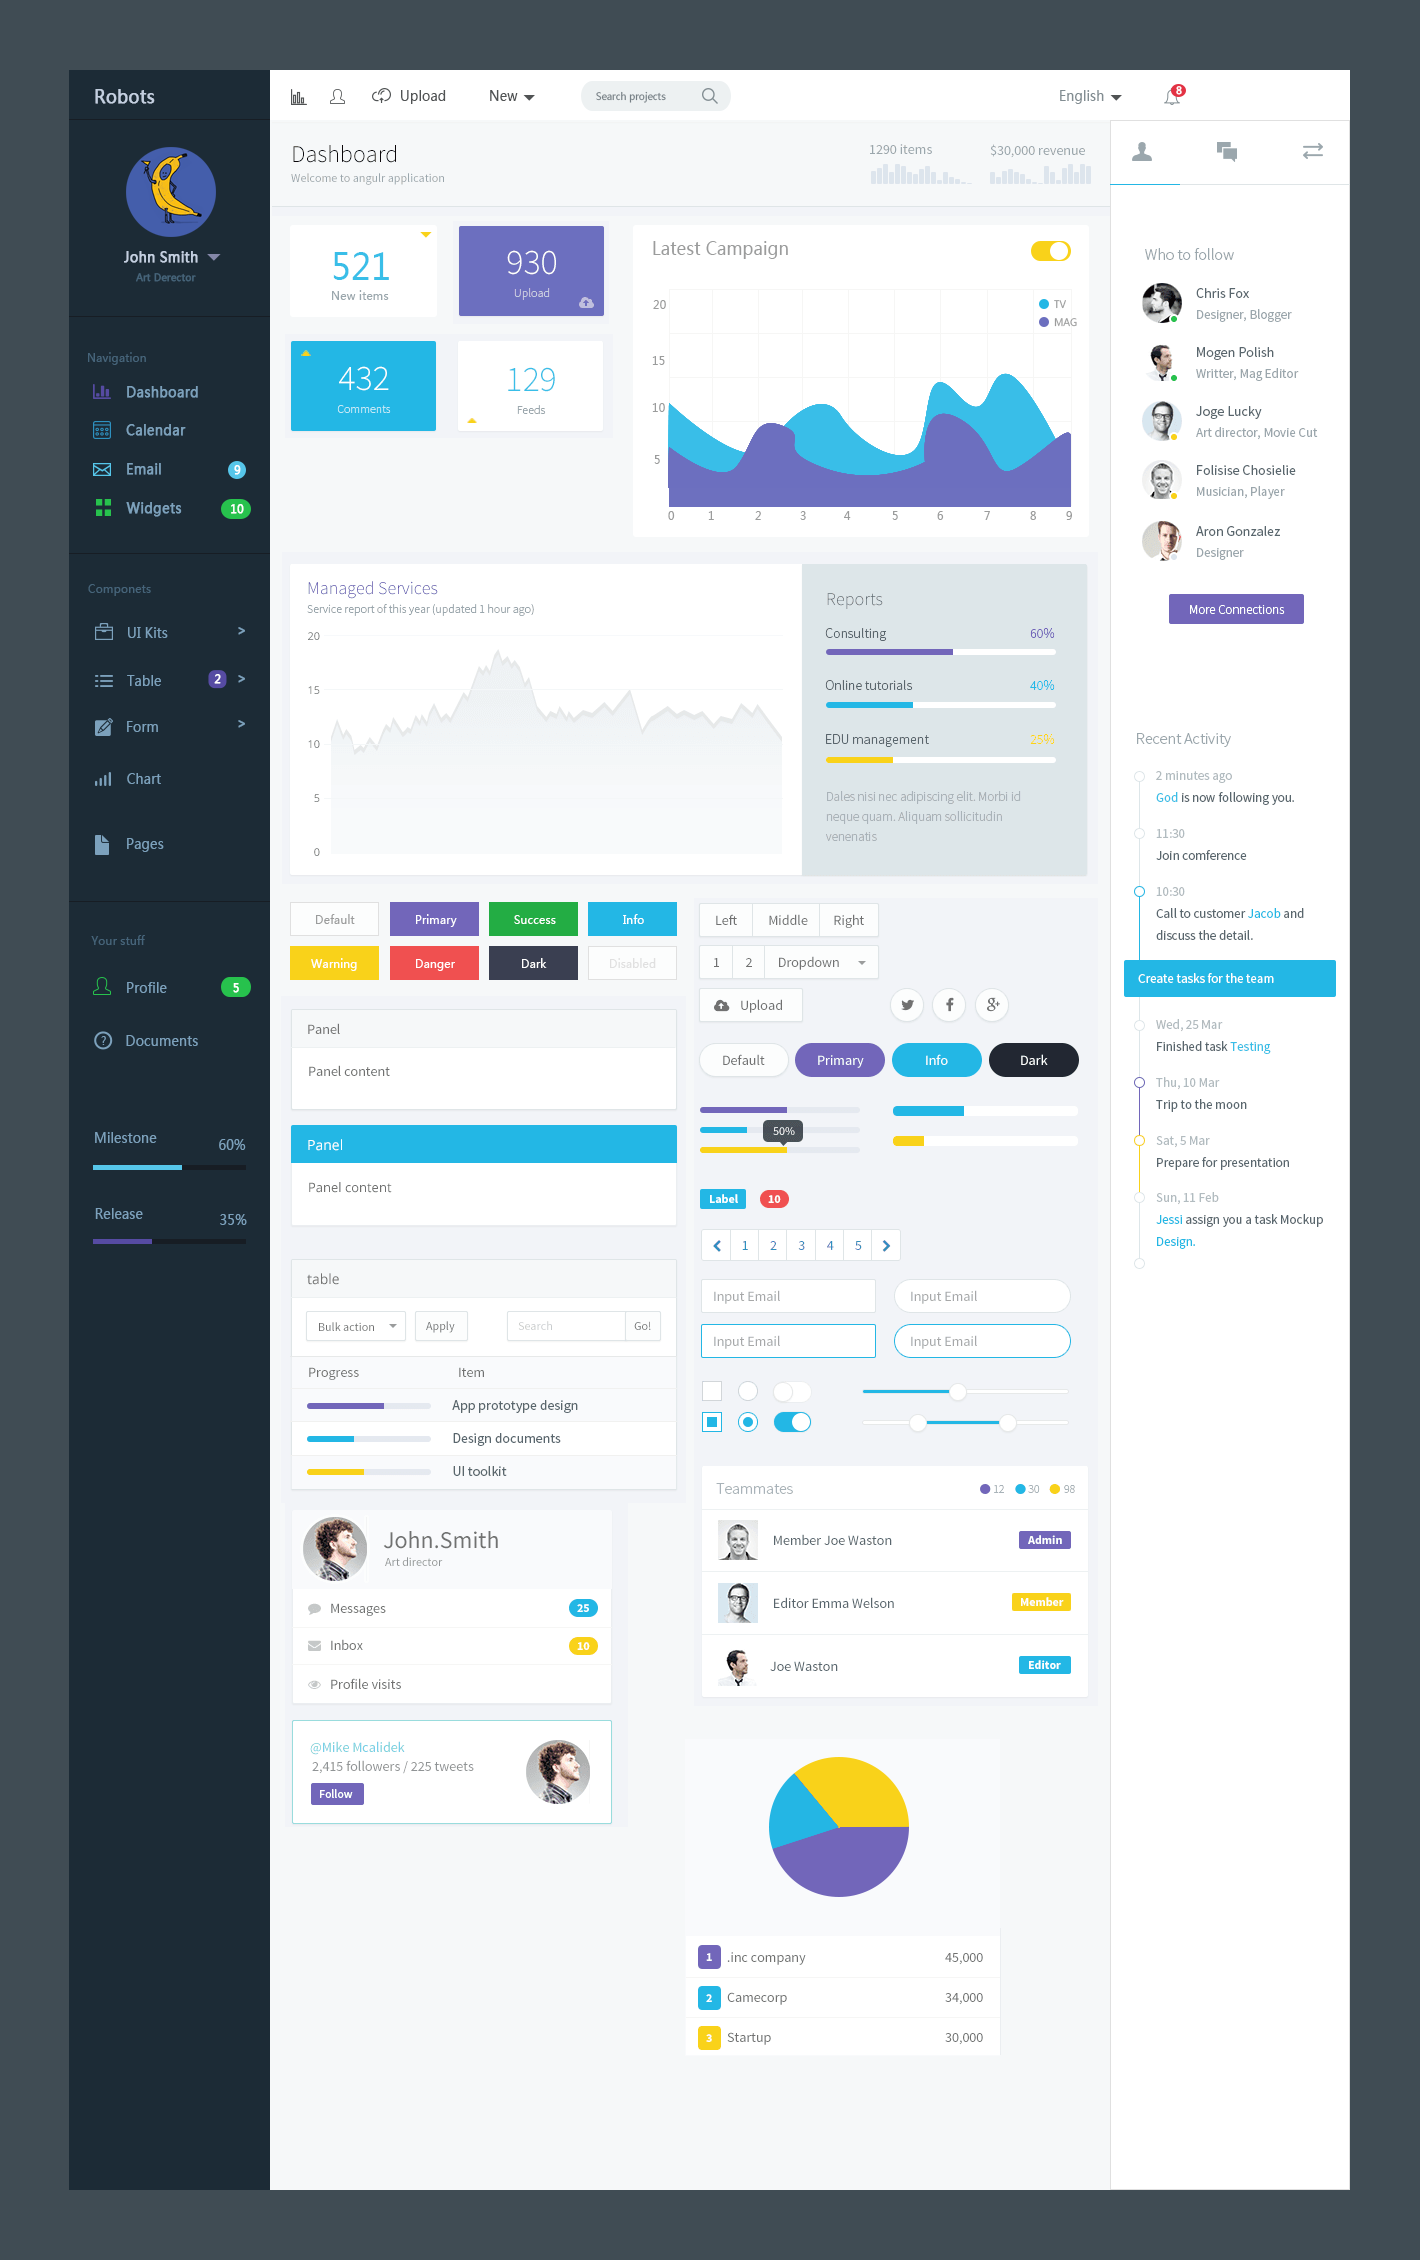 Robots
Upload
New
Search projects
English
8
John Smith
Art Derector
Navigation
Dashboard
Calendar
Email
9
Widgets
10
Componets
UI Kits
>
Table
2
>
Form
>
Chart
Pages
Your stuff
Profile
5
Documents
Milestone
60%
Release
35%
Dashboard
Welcome to angulr application
1290 items
$30,000 revenue
521
New items
930
Upload
432
Comments
129
Feeds
Latest Campaign
TV
MAG
20
15
10
5
0 1 2 3 4 5 6 7 8 9
Managed Services
Service report of this year (updated 1 hour ago)
20
15
10
5
0
Reports
Consulting
60%
Online tutorials
40%
EDU management
25%
Dales nisi nec adipiscing elit. Morbi id
neque quam. Aliquam sollicitudin
venenatis
Default
Primary
Success
Info
Warning
Danger
Dark
Disabled
Panel
Panel content
Panel
Panel content
table
Bulk action
Apply
Search
Go!
Progress
Item
App prototype design
Design documents
UI toolkit
John.Smith
Art director
Messages
25
Inbox
10
Profile visits
@Mike Mcalidek
2,415 followers / 225 tweets
Follow
Left
Middle
Right
1
2
Dropdown
Upload
Default
Primary
Info
Dark
50%
Label
10
1 2 3 4 5
Input Email
Input Email
Input Email
Input Email
Teammates
12
30
98
Member Joe Waston
Admin
Editor Emma Welson
Member
Joe Waston
Editor
1
.inc company
45,000
2
Camecorp
34,000
3
Startup
30,000
Who to follow
Chris Fox
Designer, Blogger
Mogen Polish
Writter, Mag Editor
Joge Lucky
Art director, Movie Cut
Folisise Chosielie
Musician, Player
Aron Gonzalez
Designer
More Connections
Recent Activity
2 minutes ago
God is now following you.
11:30
Join comference
10:30
Call to customer Jacob and
discuss the detail.
Create tasks for the team
Wed, 25 Mar
Finished task Testing
Thu, 10 Mar
Trip to the moon
Sat, 5 Mar
Prepare for presentation
Sun, 11 Feb
Jessi assign you a task Mockup
Design.